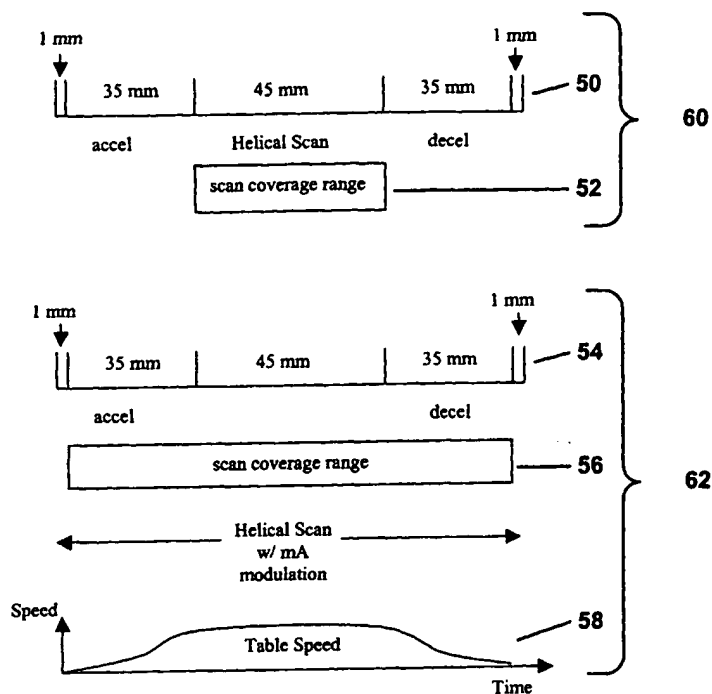 1 mm
1 mm
35 mm 45 mm 35 mm 50
60
accel Helical Scan decel
scan coverage range 52
1 mm
1 mm
35 mm 45 mm 35 mm 54
accel decel
scan coverage range 56
62
Helical Scan
w/ mA
modulation
Speed
Table Speed 58
Time